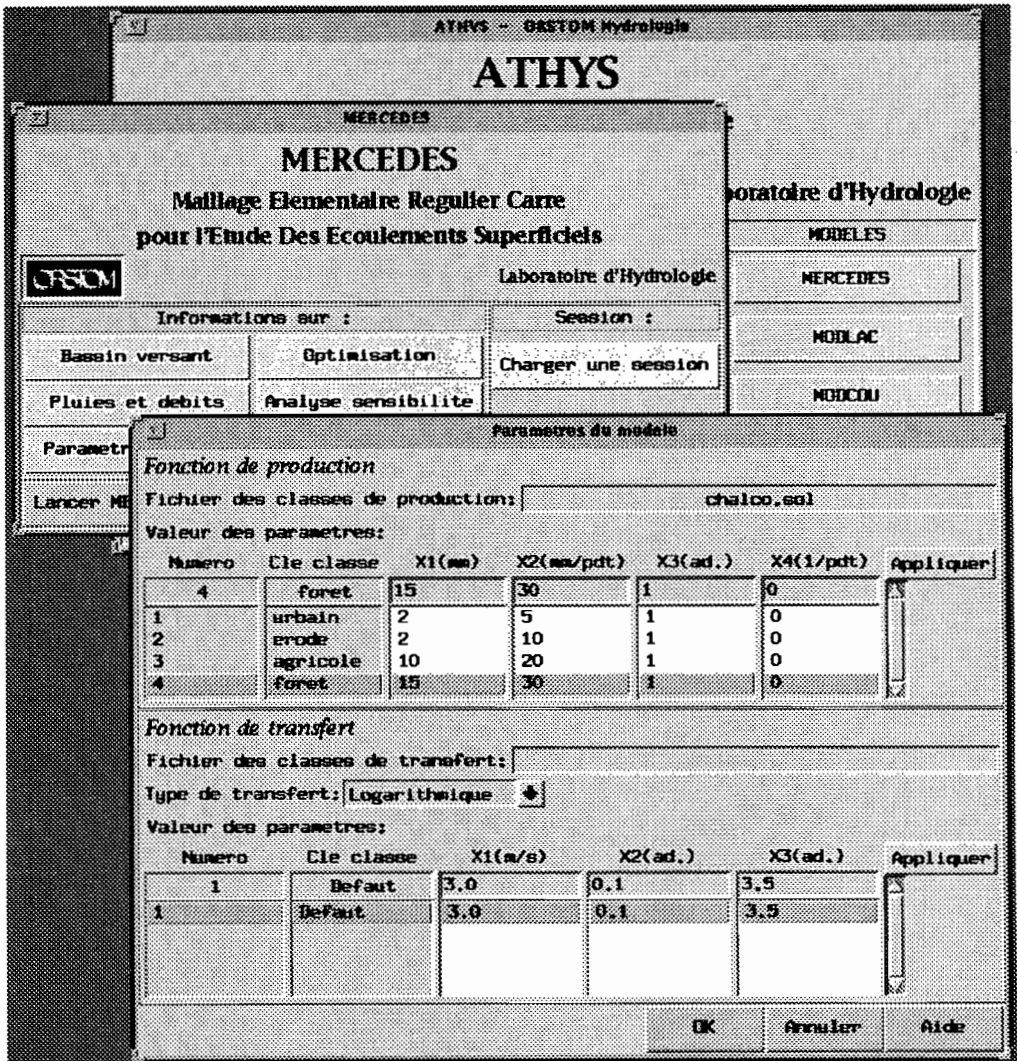 ATHYS - ORSTOM Hydrologie
ATHYS
MERCEDES
MERCEDES
Maillage Elementaire Regulier Carre
pour l'Etude Des Ecoulements Superficiels
ORSTOM
Laboratoire d'Hydrologie
e
boratoire d'Hydrologie
MODELES
MERCEDES
MODLAC
MODCOU
Informations sur : Session :
Bassin versant Optimisation Charger une session
Pluies et debits Analyse sensibilite
Parametr
Lancer ME
Parametres du modele
Fonction de production
Fichier des classes de production: chalco.sol
Valeur des parametres:
Numero Cle classe X1(mm) X2(mm/pdt) X3(ad.) X4(1/pdt) Appliquer
4 foret 15 30 1 0
1 urbain 2 5 1 0
2 erode 2 10 1 0
3 agricole 10 20 1 0
4 foret 15 30 1 0
Fonction de transfert
Fichier des classes de transfert:
Type de transfert: Logarithmique
Valeur des parametres:
Numero Cle classe X1(m/s) X2(ad.) X3(ad.) Appliquer
1 Defaut 3.0 0.1 3.5
1 Defaut 3.0 0.1 3.5
OK Annuler Aide